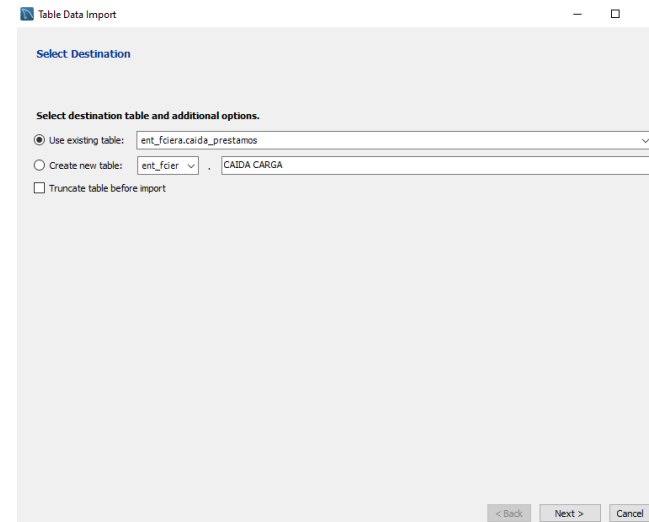 Table Data Import
Select Destination
Select destination table and additional options.
Use existing table: ent_fciera.caida_prestamos
Create new table: ent_fcier . CAIDA CARGA
Truncate table before import
< Back Next > Cancel